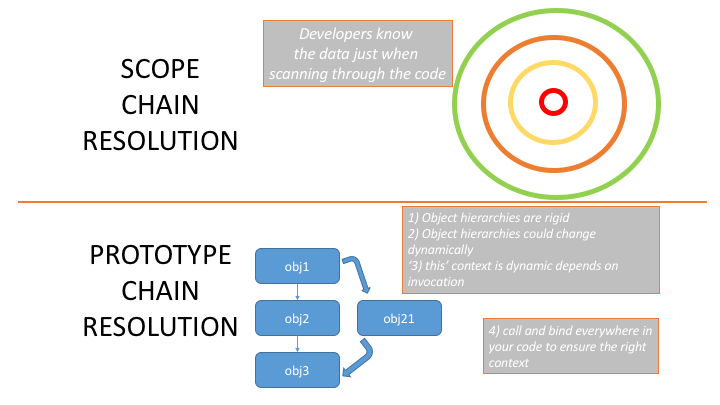 SCOPE
CHAIN
RESOLUTION
Developers know
the data just when
scanning through the code
PROTOTYPE
CHAIN
RESOLUTION
obj1
obj2
obj21
obj3
1) Object hierarchies are rigid
2) Object hierarchies could change
dynamically
‘3) this’ context is dynamic depends on
invocation
4) call and bind everywhere in
your code to ensure the right
context